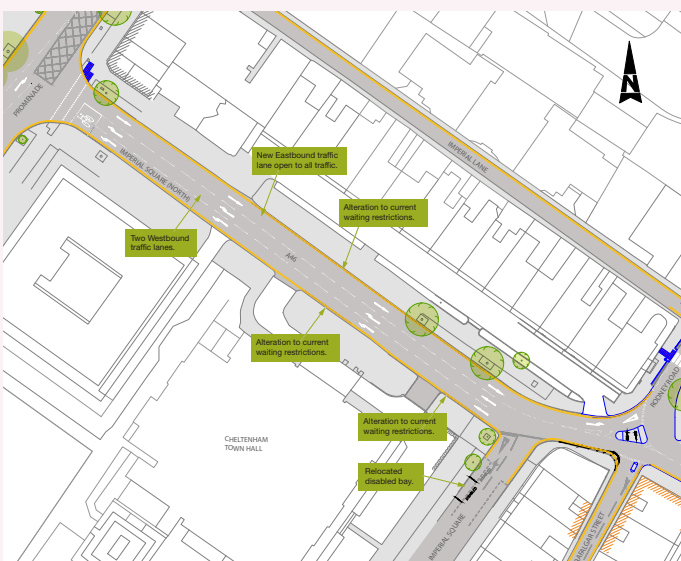 N
PROMENADE
IMPERIAL SQUARE (NORTH)
IMPERIAL LANE
New Eastbound traffic
lane open to all traffic.
Alteration to current
waiting restrictions.
Two Westbound
traffic lanes.
A46
Alteration to current
waiting restrictions.
RODNEY ROAD
Alteration to current
waiting restrictions.
CHELTENHAM
TOWN HALL
Relocated
disabled bay.
IMPERIAL SQUARE